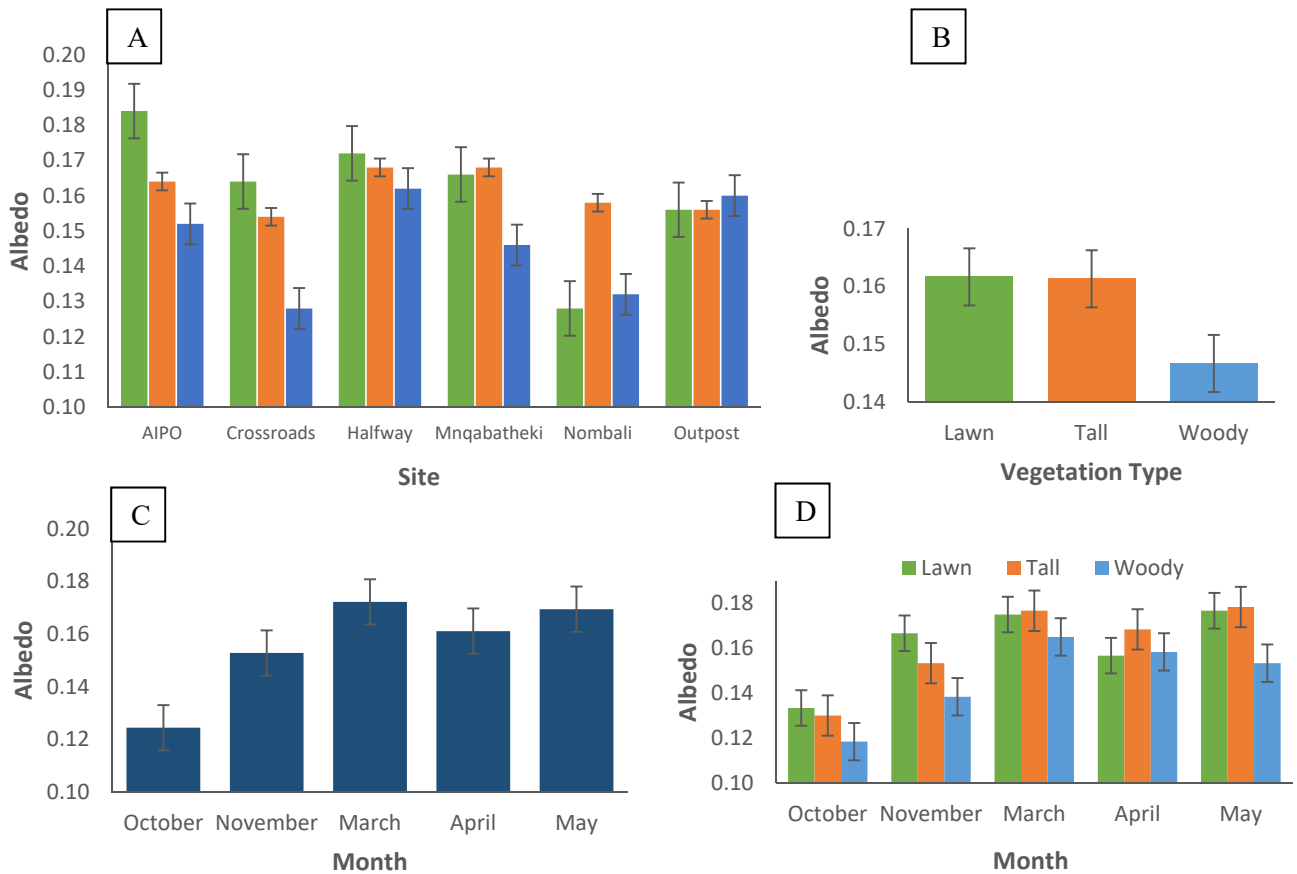 A
0.20
0.19
0.18
0.17
0.16
0.15
0.14
0.13
0.12
0.11
0.10
Albedo
AIPO Crossroads Halfway Mnqabatheki Nombali Outpost
Site
B
0.17
0.16
0.15
0.14
Albedo
Lawn Tall Woody
Vegetation Type
C
0.20
0.18
0.16
0.14
0.12
0.10
Albedo
October November March April May
Month
D
Lawn Tall Woody
0.18
0.16
0.14
0.12
0.10
Albedo
October November March April May
Month